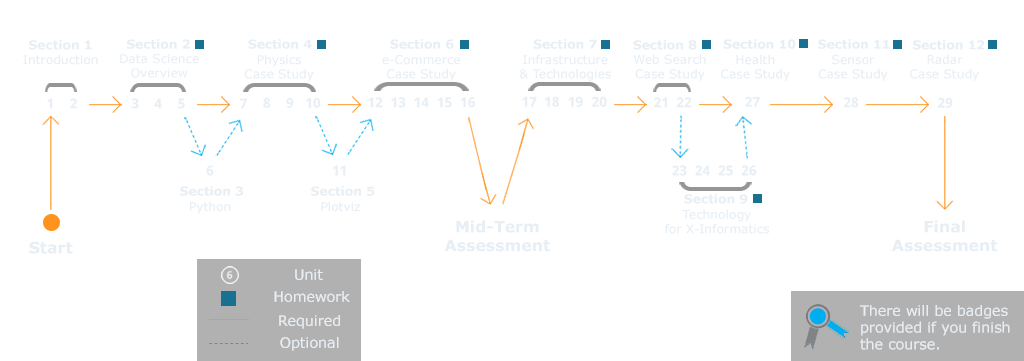 Section 1
Introduction
Section 2
Data Science
Overview
Section 4
Physics
Case Study
Section 6
e-Commerce
Case Study
Section 7
Infrastructure
& Technologies
Section 8
Web Search
Case Study
Section 10
Health
Case Study
Section 11
Sensor
Case Study
Section 12
Radar
Case Study
1 2 3 4 5 7 8 9 10 12 13 14 15 16 17 18 19 20 21 22 27 28 29
6
Section 3
Python
11
Section 5
Plotviz
23 24 25 26
Section 9
Technology
for X-Informatics
Start
Mid-Term
Assessment
Final
Assessment
6 Unit
Homework
Required
Optional
There will be badges
provided if you finish
the course.